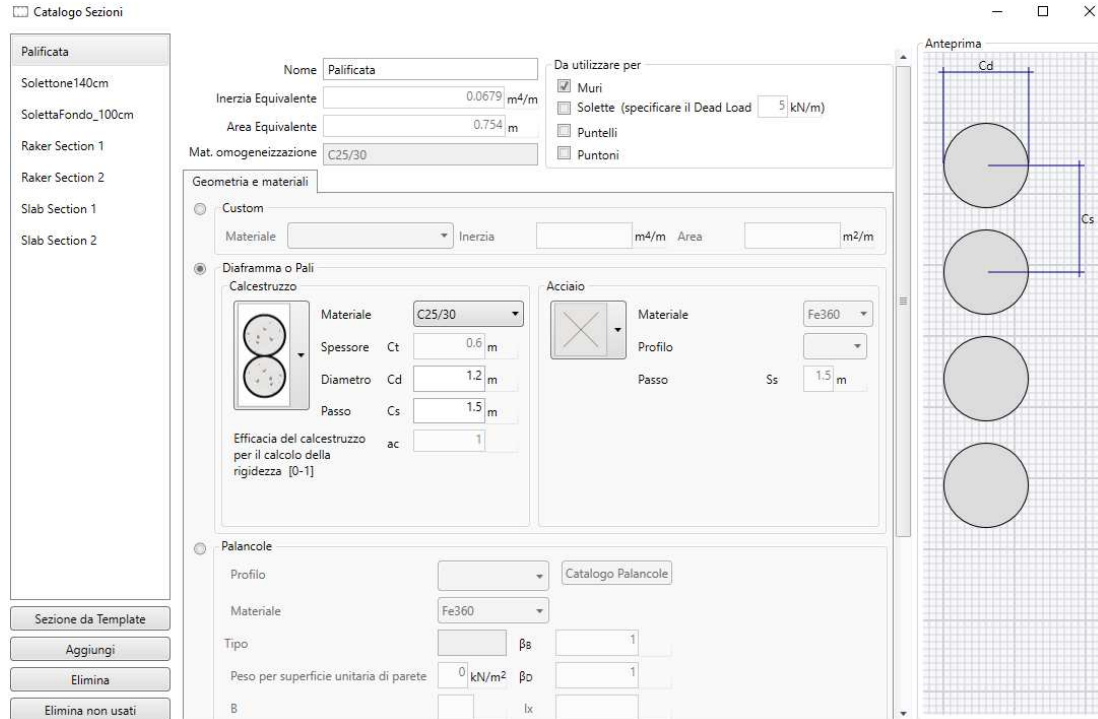 Catalogo Sezioni
Palificata
Solettone140cm
SolettaFondo_100cm
Raker Section 1
Raker Section 2
Slab Section 1
Slab Section 2
Sezione da Template
Aggiungi
Elimina
Elimina non usati
Nome Palificata
Inerzia Equivalente 0.0679 m4/m
Area Equivalente 0.754 m
Mat. omogeneizzazione C25/30
Da utilizzare per
Muri
Solette (specificare il Dead Load 5 kN/m)
Puntelli
Puntoni
Geometria e materiali
Custom
Materiale Inerzia m4/m Area m2/m
Diaframma o Pali
Calcestruzzo
Materiale C25/30
Spessore Ct 0.6 m
Diametro Cd 1.2 m
Passo Cs 1.5 m
Efficacia del calcestruzzo
per il calcolo della
rigidezza [0-1]
ac 1
Acciaio
Materiale Fe360
Profilo
Passo Ss 1.5 m
Palancole
Profilo Catalogo Palancole
Materiale Fe360
Tipo βB 1
Peso per superficie unitaria di parete 0 kN/m² βD 1
B Ix
Anteprima
Cd
Cs